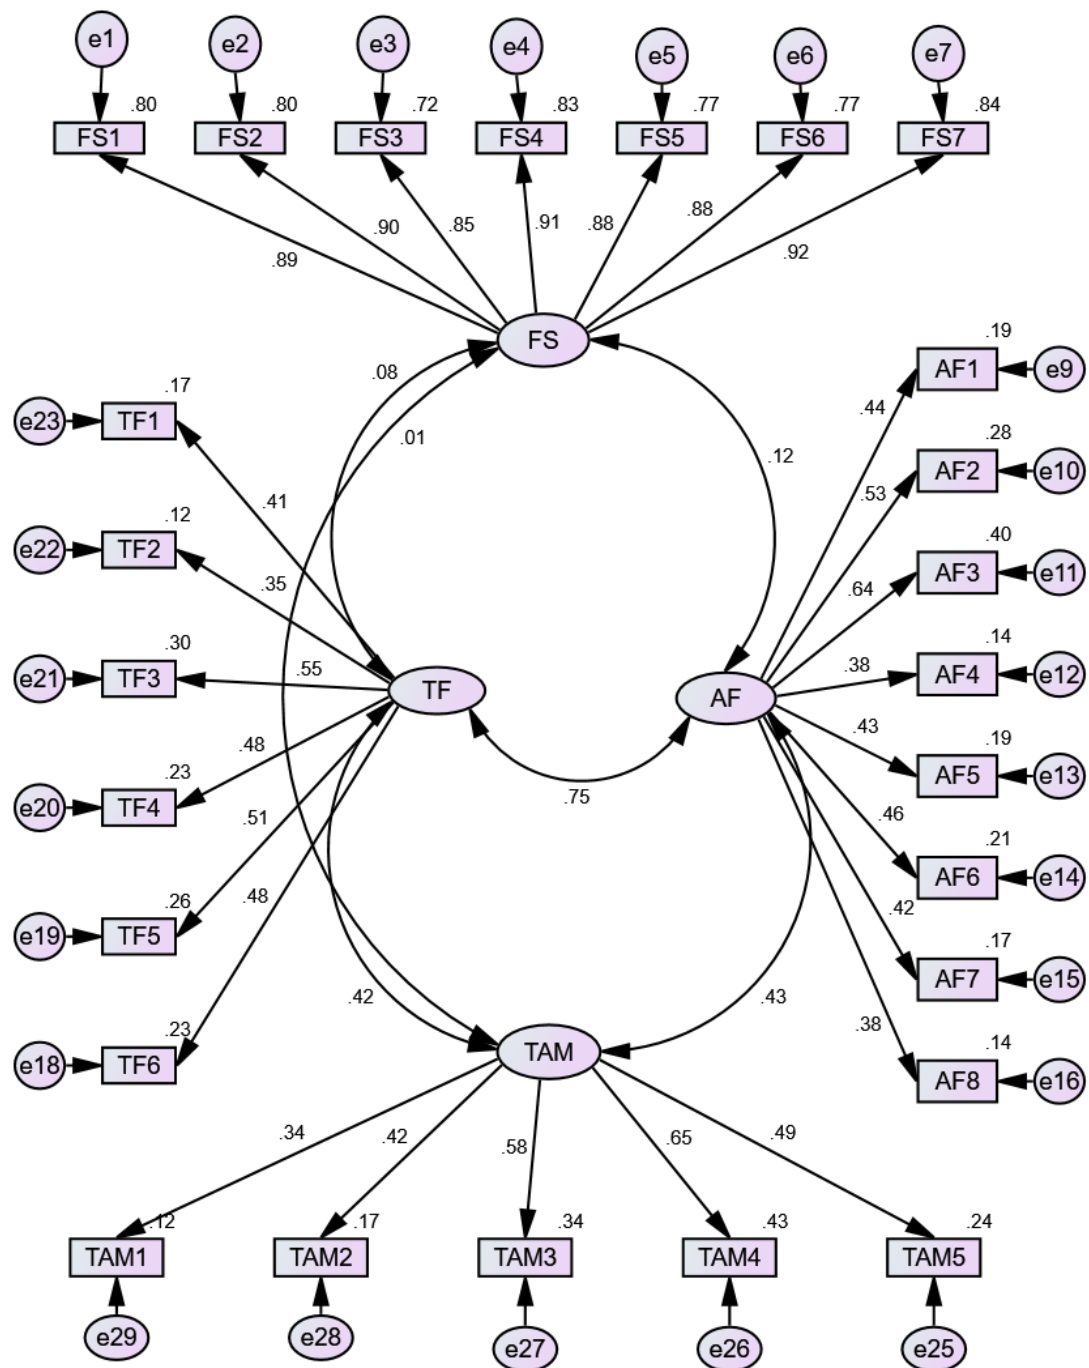 e1 e2 e3 e4 e5 e6 e7
.80 .80 .72 .83 .77 .77 .84
FS1 FS2 FS3 FS4 FS5 FS6 FS7
.89 .90 .85 .91 .88 .88 .92
FS
.08
.01
.12
.17
e23 TF1
.41
.12
e22 TF2
.35
.30
e21 TF3
.55
.23
e20 TF4
.48
.26
e19 TF5
.51
.23
e18 TF6
.48
TF
AF
.75
.19
AF1 e9
.44
.28
AF2 e10
.53
.40
AF3 e11
.64
.14
AF4 e12
.38
.19
AF5 e13
.43
.21
AF6 e14
.46
.17
AF7 e15
.42
.14
AF8 e16
.38
.42
.43
TAM
.34 .42 .58 .65 .49
.12 .17 .34 .43 .24
TAM1 TAM2 TAM3 TAM4 TAM5
e29 e28 e27 e26 e25